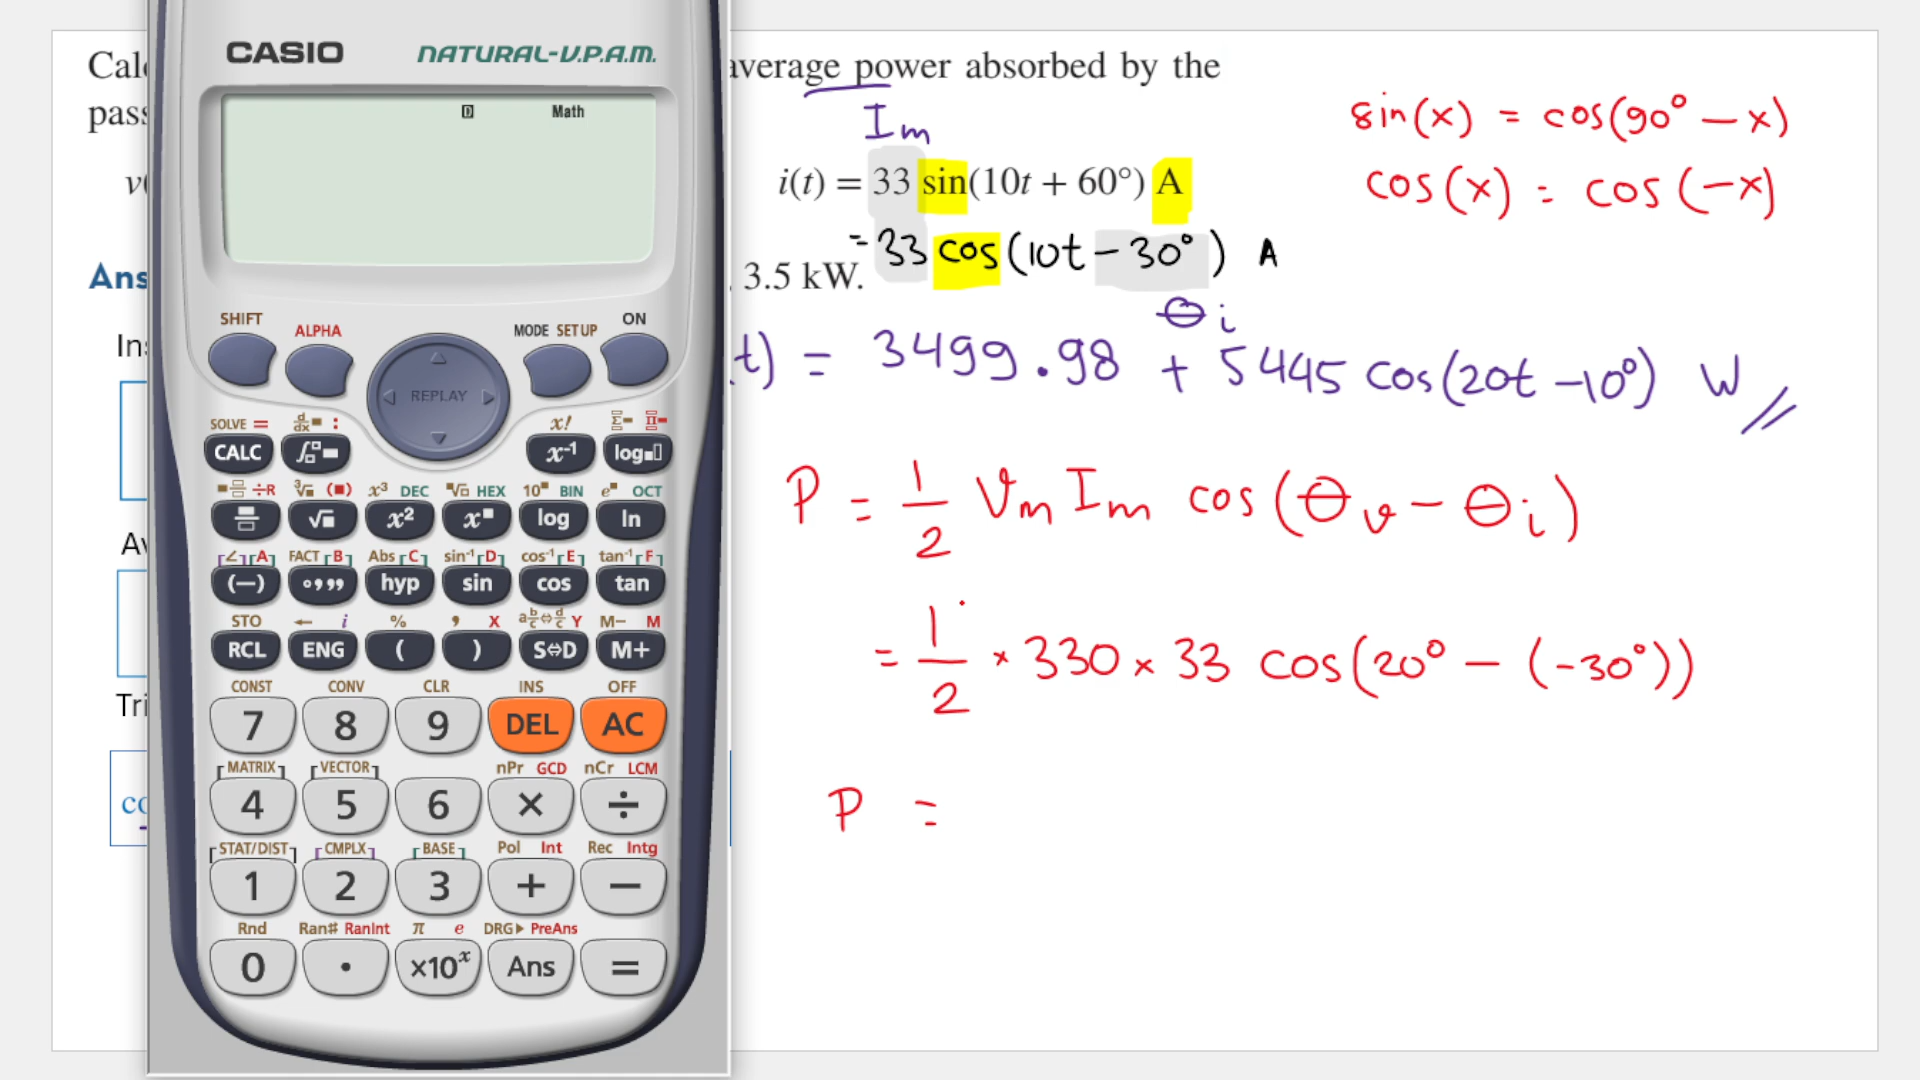 CASIO NATURAL-V.P.A.M.
D Math
average power absorbed by the
pass
Im
i(t) = 33 sin(10t + 60°) A
= 33 cos(10t - 30°) A
θi
sin(x) = cos(90° - x)
cos(x) = cos(-x)
Ans
3.5 kW.
t) = 3499.98 + 5445 cos(20t - 10°) W
P = 1/2 Vm Im cos(θv - θi)
= 1/2 × 330 × 33 cos(20° - (-30°))
P =
SHIFT ALPHA MODE SETUP ON
REPLAY
SOLVE = d/dx : x! Σ Π
CALC ∫ x⁻¹ log
÷R ³√ x³ DEC √ HEX 10 BIN e OCT
√ x² x log ln
∠ A FACT B Abs C sin⁻¹ D cos⁻¹ E tan⁻¹ F
(−) °,,, hyp sin cos tan
STO ← i % , X a b/c⇔d/c Y M− M
RCL ENG ( ) S⇔D M+
CONST CONV CLR INS OFF
7 8 9 DEL AC
MATRIX VECTOR nPr GCD nCr LCM
4 5 6 × ÷
STAT/DIST CMPLX BASE Pol Int Rec Intg
1 2 3 + −
Rnd Ran# RanInt π e DRG▶ PreAns
0 . ×10ˣ Ans =